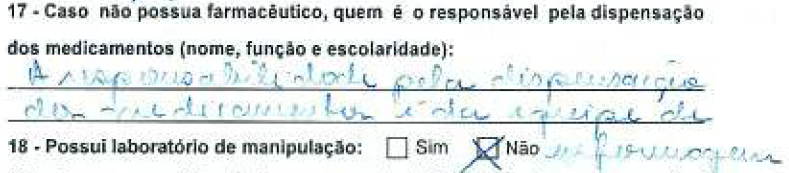 17 - Caso não possua farmacêutico, quem é o responsável pela dispensação
dos medicamentos (nome, função e escolaridade):
A responsabilidade pela dispensação
dos medicamentos é da equipe de
18 - Possui laboratório de manipulação: ☐ Sim ☒ Não enfermagem